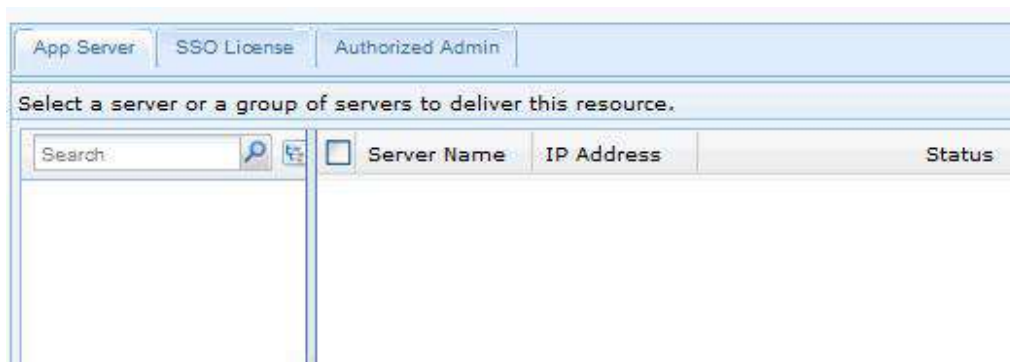 App Server SSO License Authorized Admin
Select a server or a group of servers to deliver this resource.
Search Server Name IP Address Status